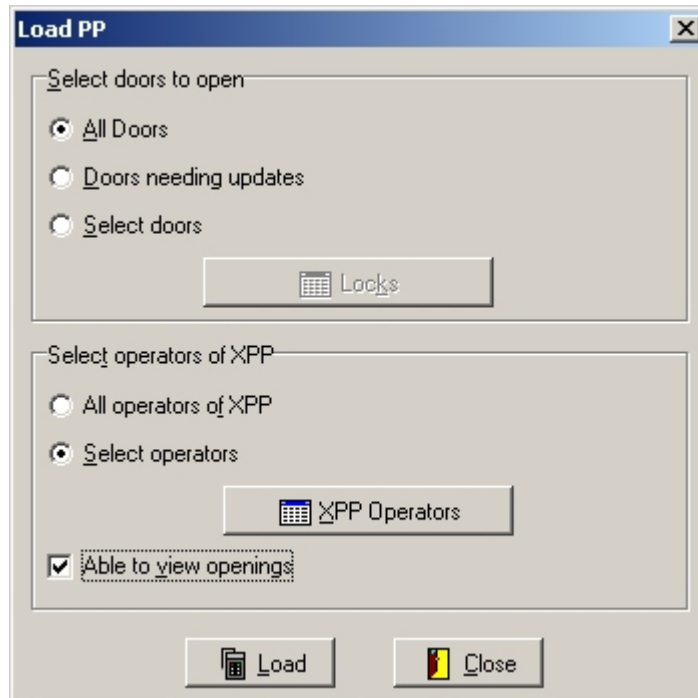 Load PP
Select doors to open
All Doors
Doors needing updates
Select doors
Locks
Select operators of XPP
All operators of XPP
Select operators
XPP Operators
Able to view openings
Load Close